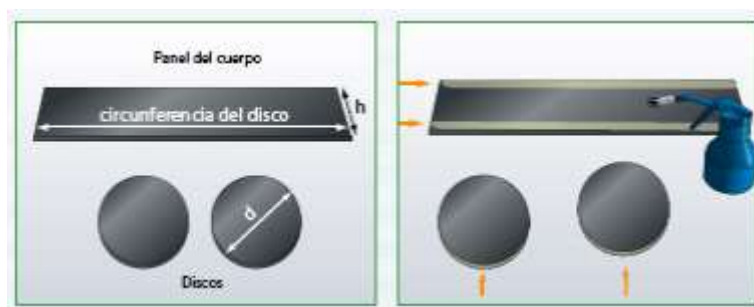 Panel del cuerpo
circunferencia del disco
h
d
Discos